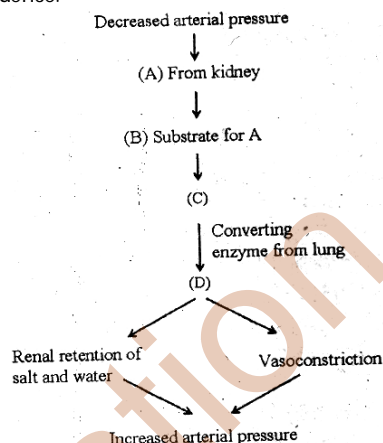 Decreased arterial pressure
(A) From kidney
(B) Substrate for A
(C)
Converting
enzyme from lung
(D)
Renal retention of
salt and water
Vasoconstriction
Increased arterial pressure